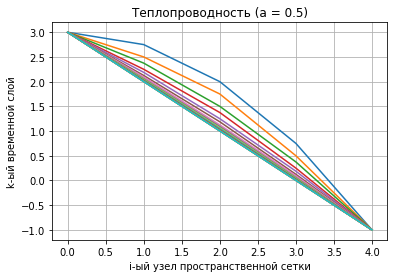 Теплопроводность (a = 0.5)
k-ый временной слой
3.0
2.5
2.0
1.5
1.0
0.5
0.0
−0.5
−1.0
0.0 0.5 1.0 1.5 2.0 2.5 3.0 3.5 4.0
i-ый узел пространственной сетки